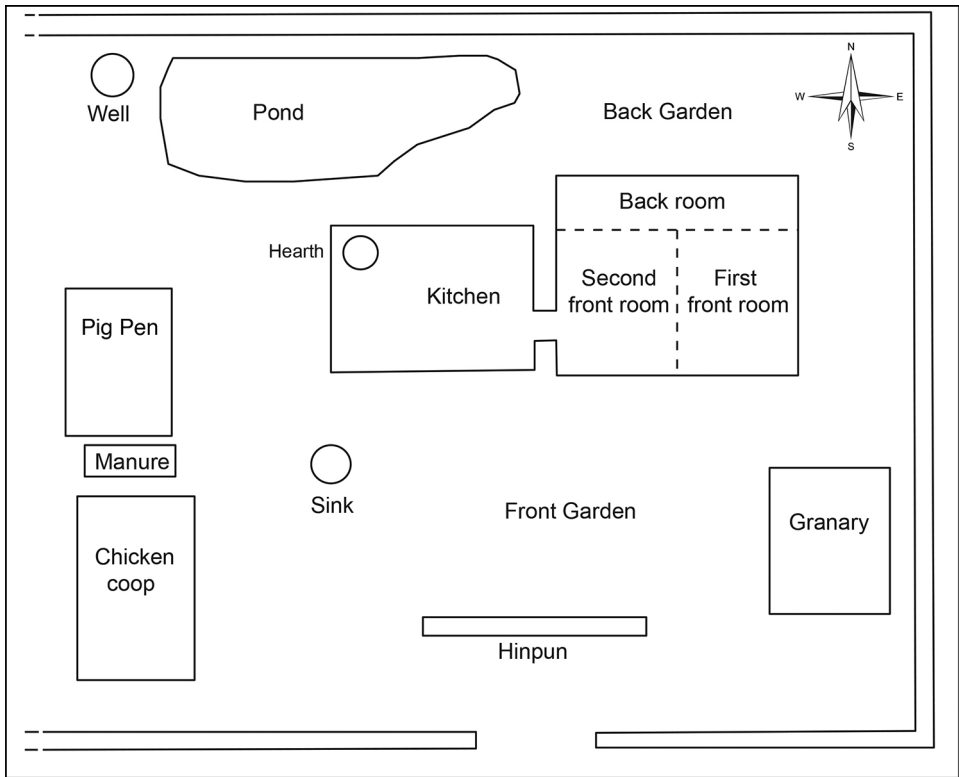 N
W E
S
Well
Pond
Back Garden
Back room
Hearth
Kitchen
Second
front room
First
front room
Pig Pen
Manure
Sink
Chicken
coop
Front Garden
Granary
Hinpun